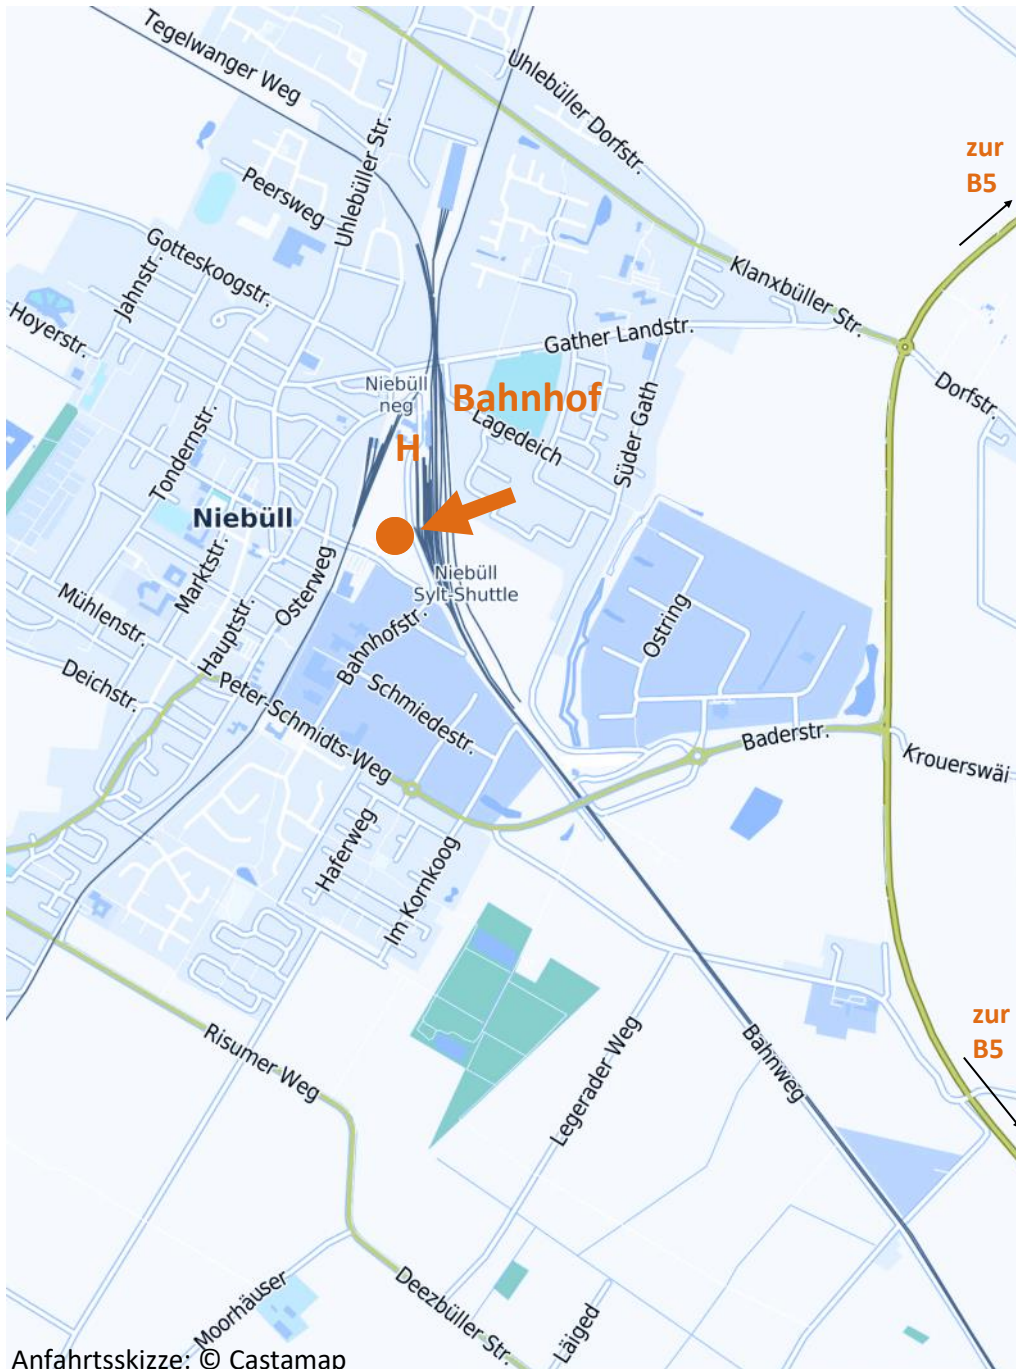 Tegelwanger Weg
Uhlebüller Dorfstr.
Uhlebüller Str.
Peersweg
zur
B5
Gotteskoogstr.
Jahnstr.
Klanxbüller Str.
Hoyerstr.
Gather Landstr.
Dorfstr.
Niebüll
neg
Bahnhof
H
Lagedeich
Süder Gath
Tondernstr.
Niebüll
Marktstr.
Osterweg
Niebüll
Sylt-Shuttle
Mühlenstr.
Hauptstr.
Bahnhofstr.
Ostring
Deichstr.
Peter-Schmidts-Weg
Schmiedestr.
Baderstr.
Krouerswäi
Haferweg
Im Kornkoog
zur
B5
Risumer Weg
Legerader Weg
Bahnweg
Moorhäuser
Deezbüller Str.
Läiged
Anfahrtsskizze: © Castamap